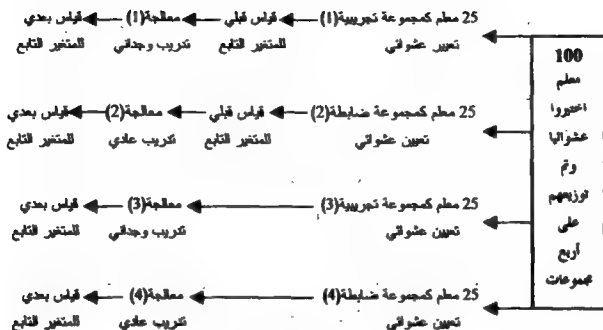 100
معلم
اختيروا
عشوائيا
وتم
توزيعهم
على
أربع
مجموعات
25 معلم كمجموعة تجريبية(1) قياس قبلي معالجة(1) قياس بعدي
تعيين عشوائي للمتغير التابع تدريب وجداني للمتغير التابع
25 معلم كمجموعة ضابطة(2) قياس قبلي معالجة(2) قياس بعدي
تعيين عشوائي للمتغير التابع تدريب عادي للمتغير التابع
25 معلم كمجموعة تجريبية(3) معالجة(3) قياس بعدي
تعيين عشوائي تدريب وجداني للمتغير التابع
25 معلم كمجموعة ضابطة(4) معالجة(4) قياس بعدي
تعيين عشوائي تدريب عادي للمتغير التابع